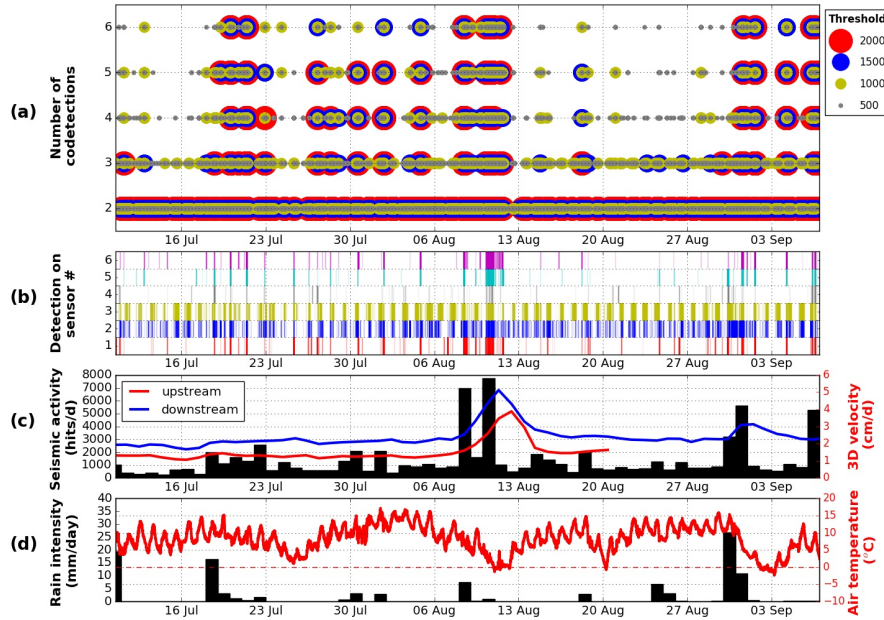 (a)
Number of
codetections
6
5
4
3
2
16 Jul 23 Jul 30 Jul 06 Aug 13 Aug 20 Aug 27 Aug 03 Sep
Threshold
2000
1500
1000
500
(b)
Detection on
sensor #
6
5
4
3
2
1
16 Jul 23 Jul 30 Jul 06 Aug 13 Aug 20 Aug 27 Aug 03 Sep
(c)
Seismic activity
(hits/d)
8000
7000
6000
5000
4000
3000
2000
1000
0
upstream
downstream
6
5
4
3
2
1
0
3D velocity
(cm/d)
16 Jul 23 Jul 30 Jul 06 Aug 13 Aug 20 Aug 27 Aug 03 Sep
(d)
Rain intensity
(mm/day)
40
35
30
25
20
15
10
5
0
20
15
10
5
0
−5
−10
Air temperature
(°C)
16 Jul 23 Jul 30 Jul 06 Aug 13 Aug 20 Aug 27 Aug 03 Sep